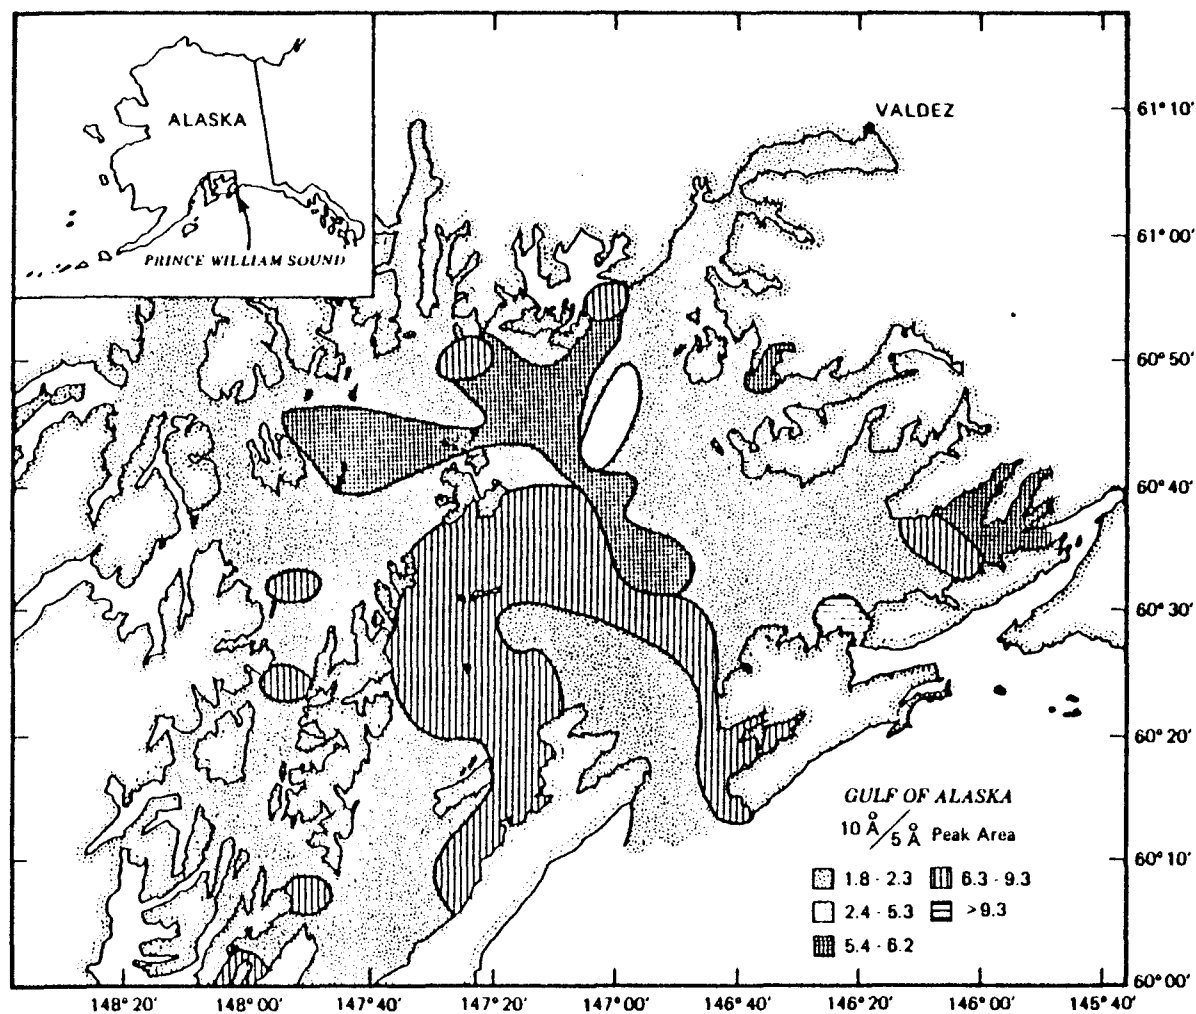 ALASKA
PRINCE WILLIAM SOUND
VALDEZ
61° 10'
61° 00'
60° 50'
60° 40'
60° 30'
60° 20'
60° 10'
60° 00'
GULF OF ALASKA
10 Å / 5 Å Peak Area
1.8 - 2.3
6.3 - 9.3
2.4 - 5.3
>9.3
5.4 - 6.2
148° 20' 148° 00' 147° 40' 147° 20' 147° 00' 146° 40' 146° 20' 146° 00' 145° 40'